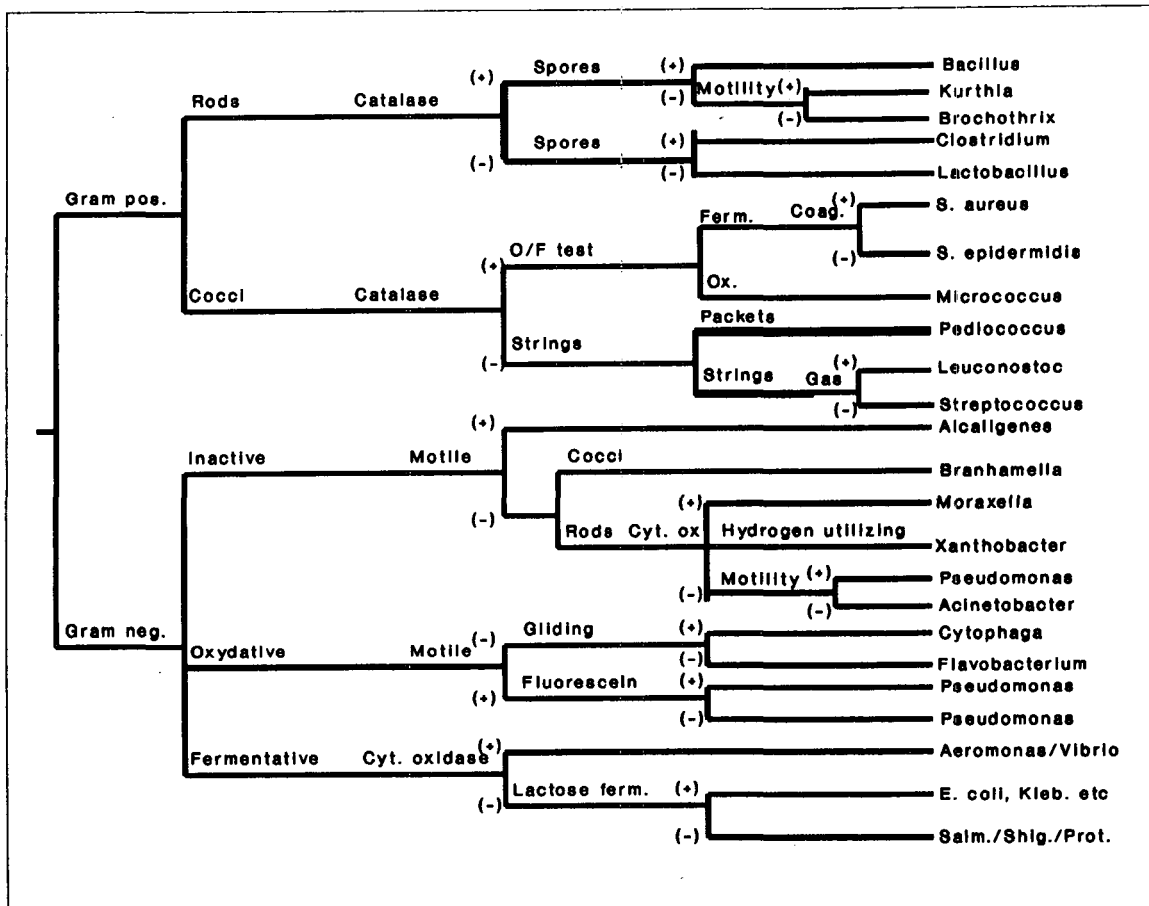 Spores (+) Bacillus
(+) (-) Motility (+) Kurthia
Rods Catalase (-) Brochothrix
Spores (+) Clostridium
(-) (-) Lactobacillus
Gram pos.
Ferm. Coag. (+) S. aureus
(+) O/F test (-) S. epidermidis
Cocci Catalase Ox. Micrococcus
Packets Pediococcus
(-) Strings Strings Gas (+) Leuconostoc
(-) Streptococcus
(+) Alcaligenes
Inactive Motile Cocci Branhamella
(-) (+) Moraxella
Rods Cyt. ox Hydrogen utilizing Xanthobacter
(-) Motility (+) Pseudomonas
(-) Acinetobacter
Gram neg. (-) Gliding (+) Cytophaga
Oxydative Motile (-) Flavobacterium
(+) Fluorescein (+) Pseudomonas
(-) Pseudomonas
Fermentative Cyt. oxidase (+) Aeromonas/Vibrio
(-) Lactose ferm. (+) E. coli, Kleb. etc
(-) Salm./Shig./Prot.